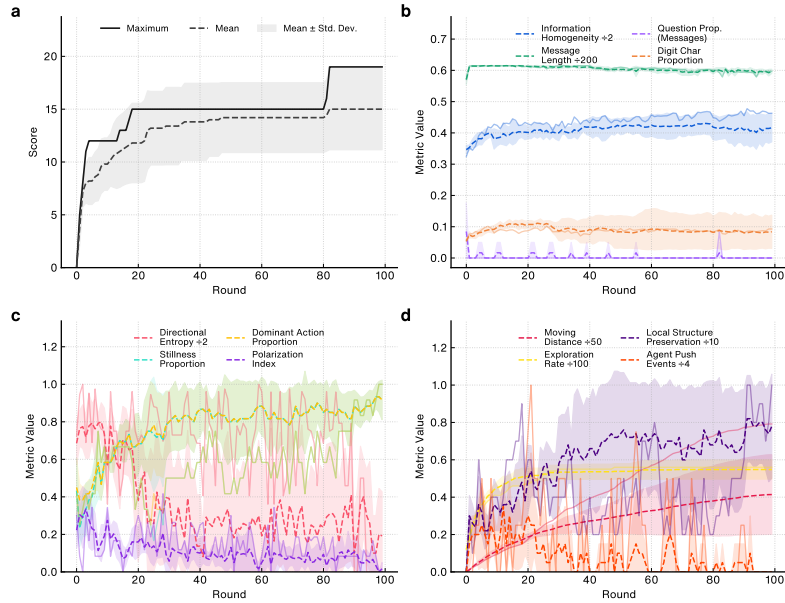 a
Maximum Mean Mean ± Std. Dev.
20
15
10
5
0
Score
0 20 40 60 80 100
Round
b
Information
Homogeneity ÷2
Question Prop.
(Messages)
Message
Length ÷200
Digit Char
Proportion
0.7
0.6
0.5
0.4
0.3
0.2
0.1
0.0
Metric Value
0 20 40 60 80 100
Round
c
Directional
Entropy ÷2
Dominant Action
Proportion
Stillness
Proportion
Polarization
Index
1.2
1.0
0.8
0.6
0.4
0.2
0.0
Metric Value
0 20 40 60 80 100
Round
d
Moving
Distance ÷50
Local Structure
Preservation ÷10
Exploration
Rate ÷100
Agent Push
Events ÷4
1.2
1.0
0.8
0.6
0.4
0.2
0.0
Metric Value
0 20 40 60 80 100
Round